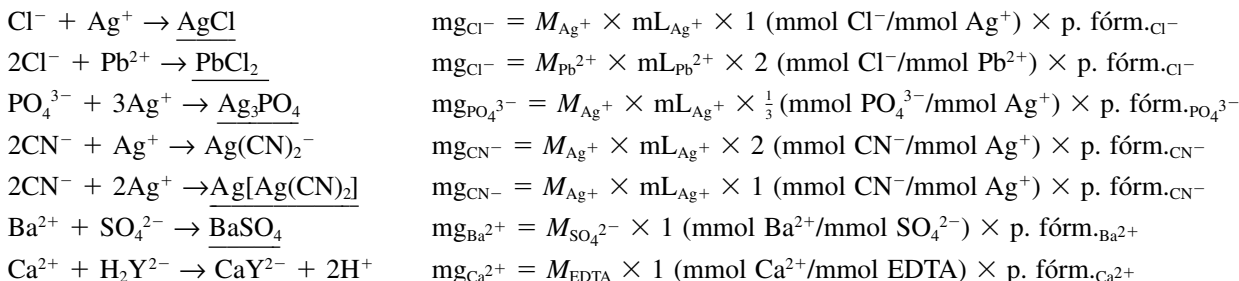 Cl⁻ + Ag⁺ → AgCl mg_Cl⁻ = M_Ag⁺ × mL_Ag⁺ × 1 (mmol Cl⁻/mmol Ag⁺) × p. fórm._Cl⁻
2Cl⁻ + Pb²⁺ → PbCl₂ mg_Cl⁻ = M_Pb²⁺ × mL_Pb²⁺ × 2 (mmol Cl⁻/mmol Pb²⁺) × p. fórm._Cl⁻
PO₄³⁻ + 3Ag⁺ → Ag₃PO₄ mg_PO₄³⁻ = M_Ag⁺ × mL_Ag⁺ × 1/3 (mmol PO₄³⁻/mmol Ag⁺) × p. fórm._PO₄³⁻
2CN⁻ + Ag⁺ → Ag(CN)₂⁻ mg_CN⁻ = M_Ag⁺ × mL_Ag⁺ × 2 (mmol CN⁻/mmol Ag⁺) × p. fórm._CN⁻
2CN⁻ + 2Ag⁺ → Ag[Ag(CN)₂] mg_CN⁻ = M_Ag⁺ × mL_Ag⁺ × 1 (mmol CN⁻/mmol Ag⁺) × p. fórm._CN⁻
Ba²⁺ + SO₄²⁻ → BaSO₄ mg_Ba²⁺ = M_SO₄²⁻ × 1 (mmol Ba²⁺/mmol SO₄²⁻) × p. fórm._Ba²⁺
Ca²⁺ + H₂Y²⁻ → CaY²⁻ + 2H⁺ mg_Ca²⁺ = M_EDTA × 1 (mmol Ca²⁺/mmol EDTA) × p. fórm._Ca²⁺